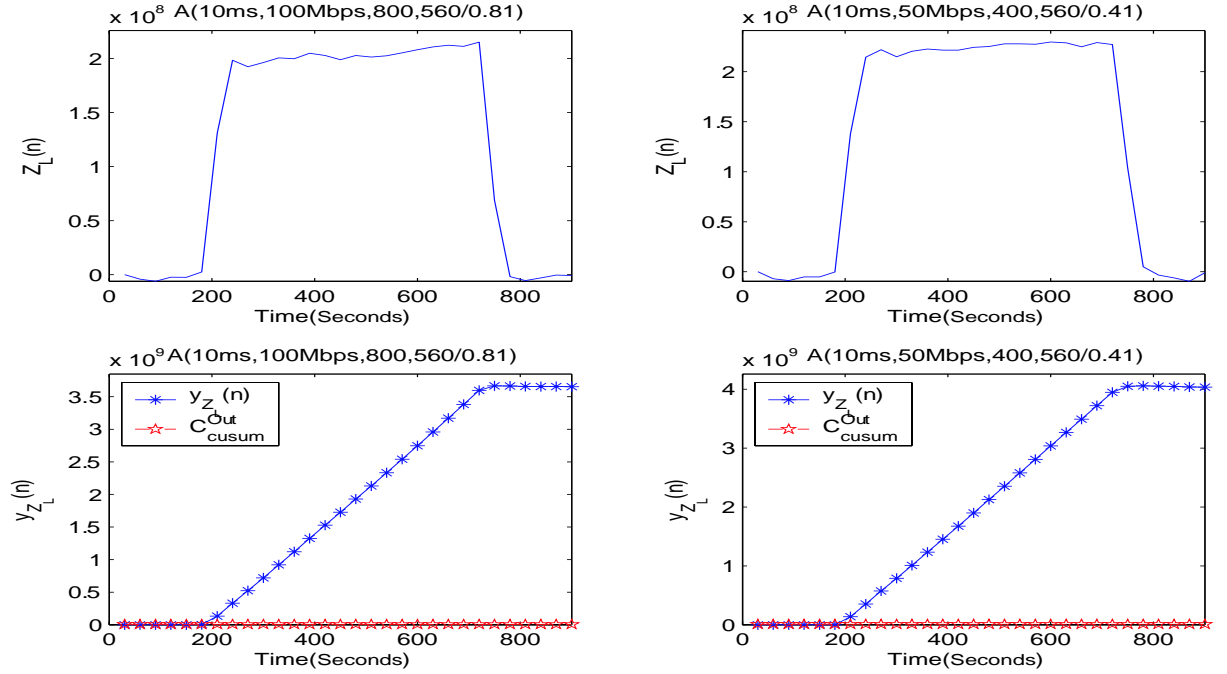 x 10^8 A(10ms,100Mbps,800,560/0.81)
2
1.5
1
0.5
0
Z_L(n)
0 200 400 600 800
Time(Seconds)
x 10^8 A(10ms,50Mbps,400,560/0.41)
2
1.5
1
0.5
0
Z_L(n)
0 200 400 600 800
Time(Seconds)
x 10^9 A(10ms,100Mbps,800,560/0.81)
3.5
3
2.5
2
1.5
1
0.5
0
y_{Z_L}(n)
y_{Z_L}(n)
C_{cusum}^{Out}
0 200 400 600 800
Time(Seconds)
x 10^9 A(10ms,50Mbps,400,560/0.41)
4
3
2
1
0
y_{Z_L}(n)
y_{Z_L}(n)
C_{cusum}^{Out}
0 200 400 600 800
Time(Seconds)